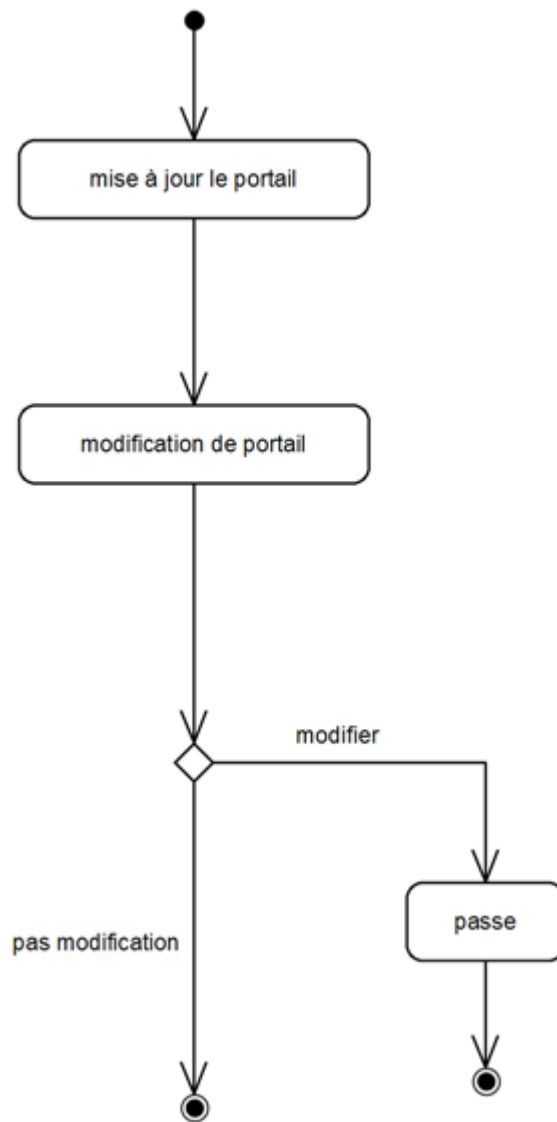 mise à jour le portail
modification de portail
modifier
passe
pas modification